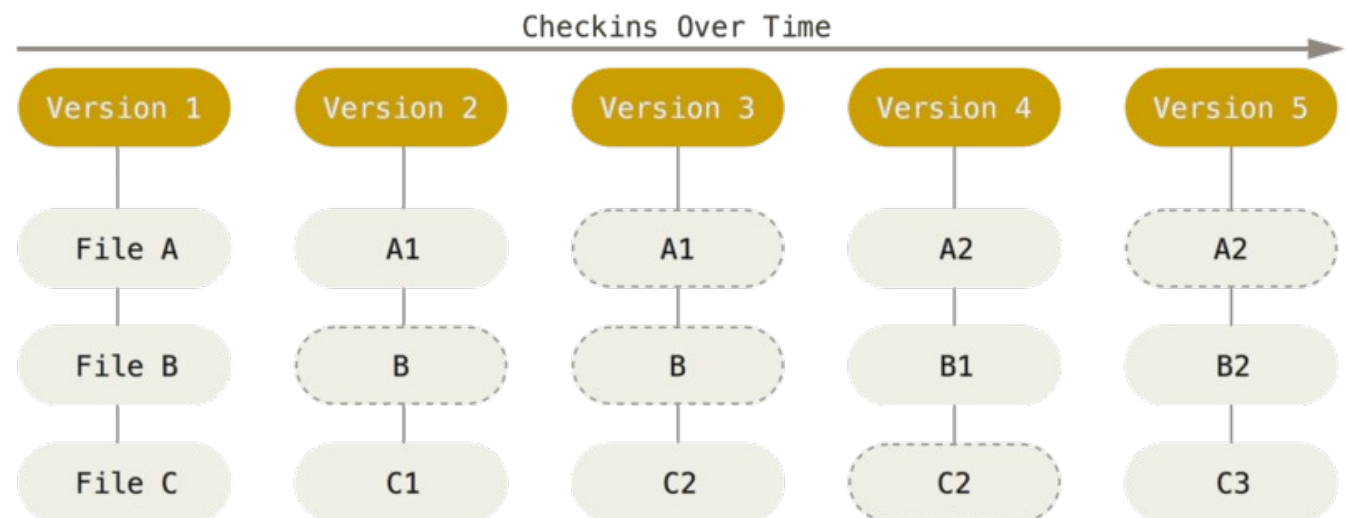 Checkins Over Time
Version 1 Version 2 Version 3 Version 4 Version 5
File A A1 A1 A2 A2
File B B B B1 B2
File C C1 C2 C2 C3